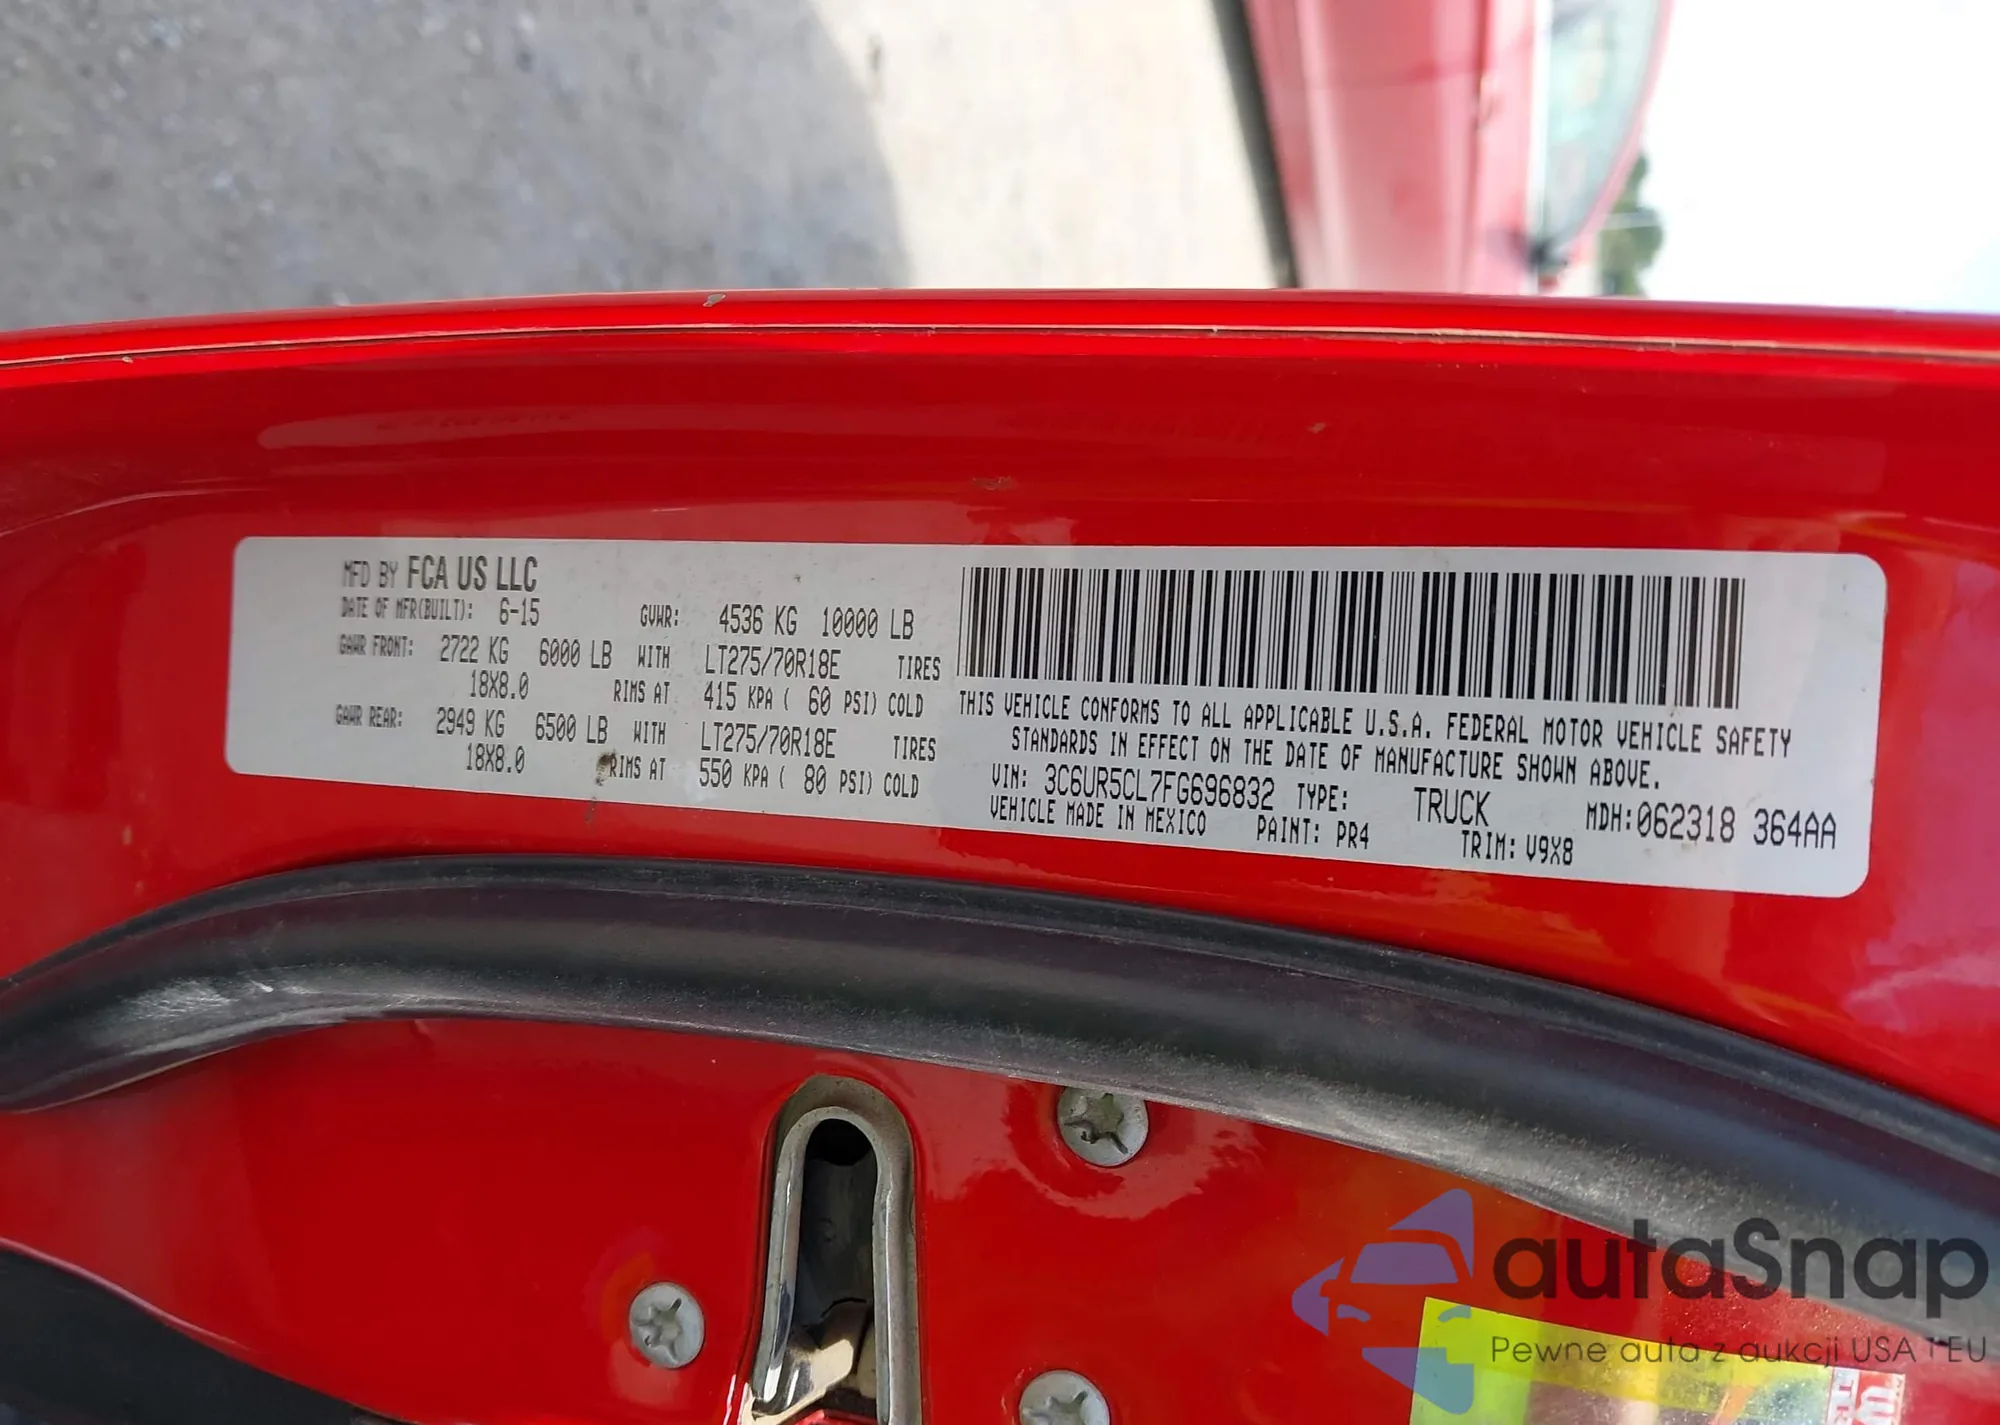 MFD BY FCA US LLC
DATE OF MFR(BUILT): 6-15 GVWR: 4536 KG 10000 LB
GAWR FRONT: 2722 KG 6000 LB WITH LT275/70R18E TIRES
18X8.0 RIMS AT 415 KPA ( 60 PSI) COLD
GAWR REAR: 2949 KG 6500 LB WITH LT275/70R18E TIRES
18X8.0 RIMS AT 550 KPA ( 80 PSI) COLD
THIS VEHICLE CONFORMS TO ALL APPLICABLE U.S.A. FEDERAL MOTOR VEHICLE SAFETY
STANDARDS IN EFFECT ON THE DATE OF MANUFACTURE SHOWN ABOVE.
VIN: 3C6UR5CL7FG696832 TYPE: TRUCK MDH:062318 364AA
VEHICLE MADE IN MEXICO PAINT: PR4 TRIM: V9X8
autaSnap
Pewne auta z aukcji USA i EU